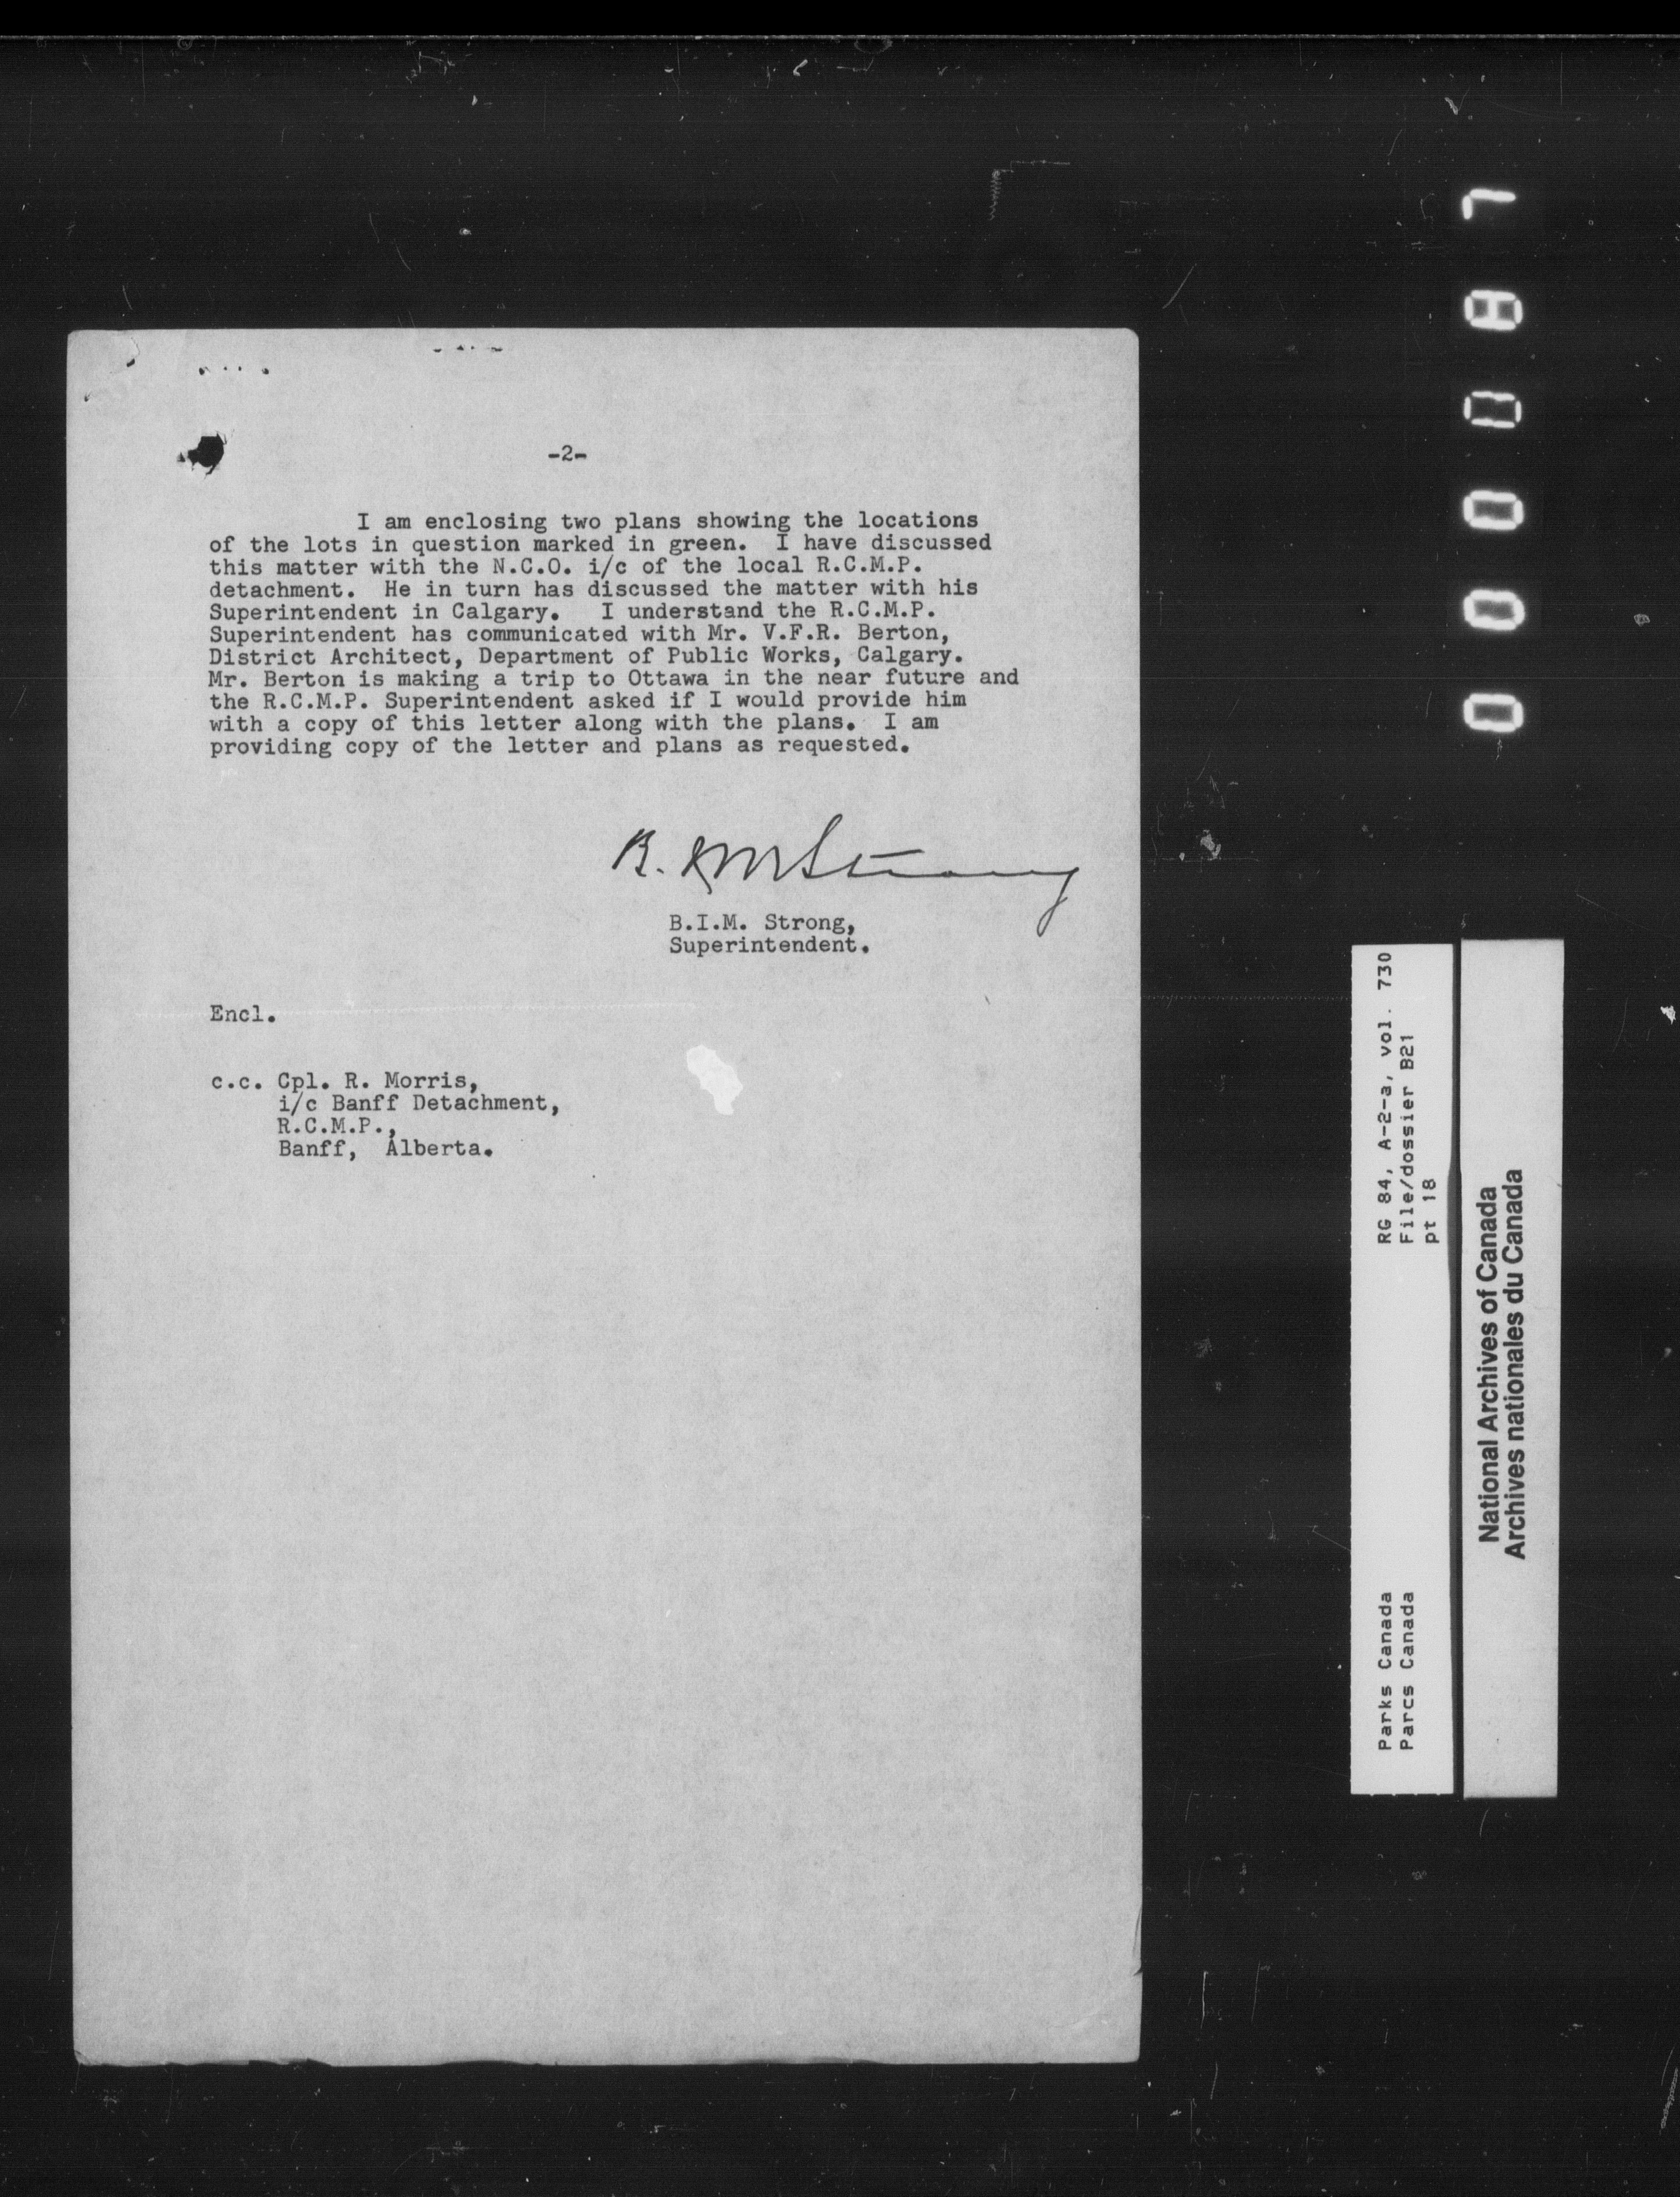 -2-
I am enclosing two plans showing the locations
of the lots in question marked in green. I have discussed
this matter with the N.C.O. i/c of the local R.C.M.P.
detachment. He in turn has discussed the matter with his
Superintendent in Calgary. I understand the R.C.M.P.
Superintendent has communicated with Mr. V.F.R. Berton,
District Architect, Department of Public Works, Calgary.
Mr. Berton is making a trip to Ottawa in the near future and
the R.C.M.P. Superintendent asked if I would provide him
with a copy of this letter along with the plans. I am
providing copy of the letter and plans as requested.
B. I M Strong
B.I.M. Strong,
Superintendent.
Encl.
c.c. Cpl. R. Morris,
i/c Banff Detachment,
R.C.M.P.,
Banff, Alberta.
000087
RG 84, A-2-a, vol. 730
File/dossier B21
pt 18
Parks Canada
Parcs Canada
National Archives of Canada
Archives nationales du Canada